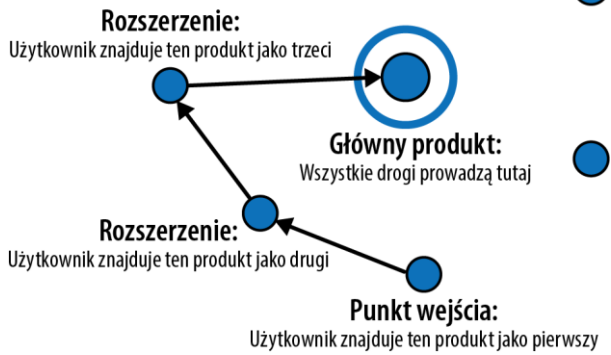 Rozszerzenie:
Użytkownik znajduje ten produkt jako trzeci
Główny produkt:
Wszystkie drogi prowadzą tutaj
Rozszerzenie:
Użytkownik znajduje ten produkt jako drugi
Punkt wejścia:
Użytkownik znajduje ten produkt jako pierwszy